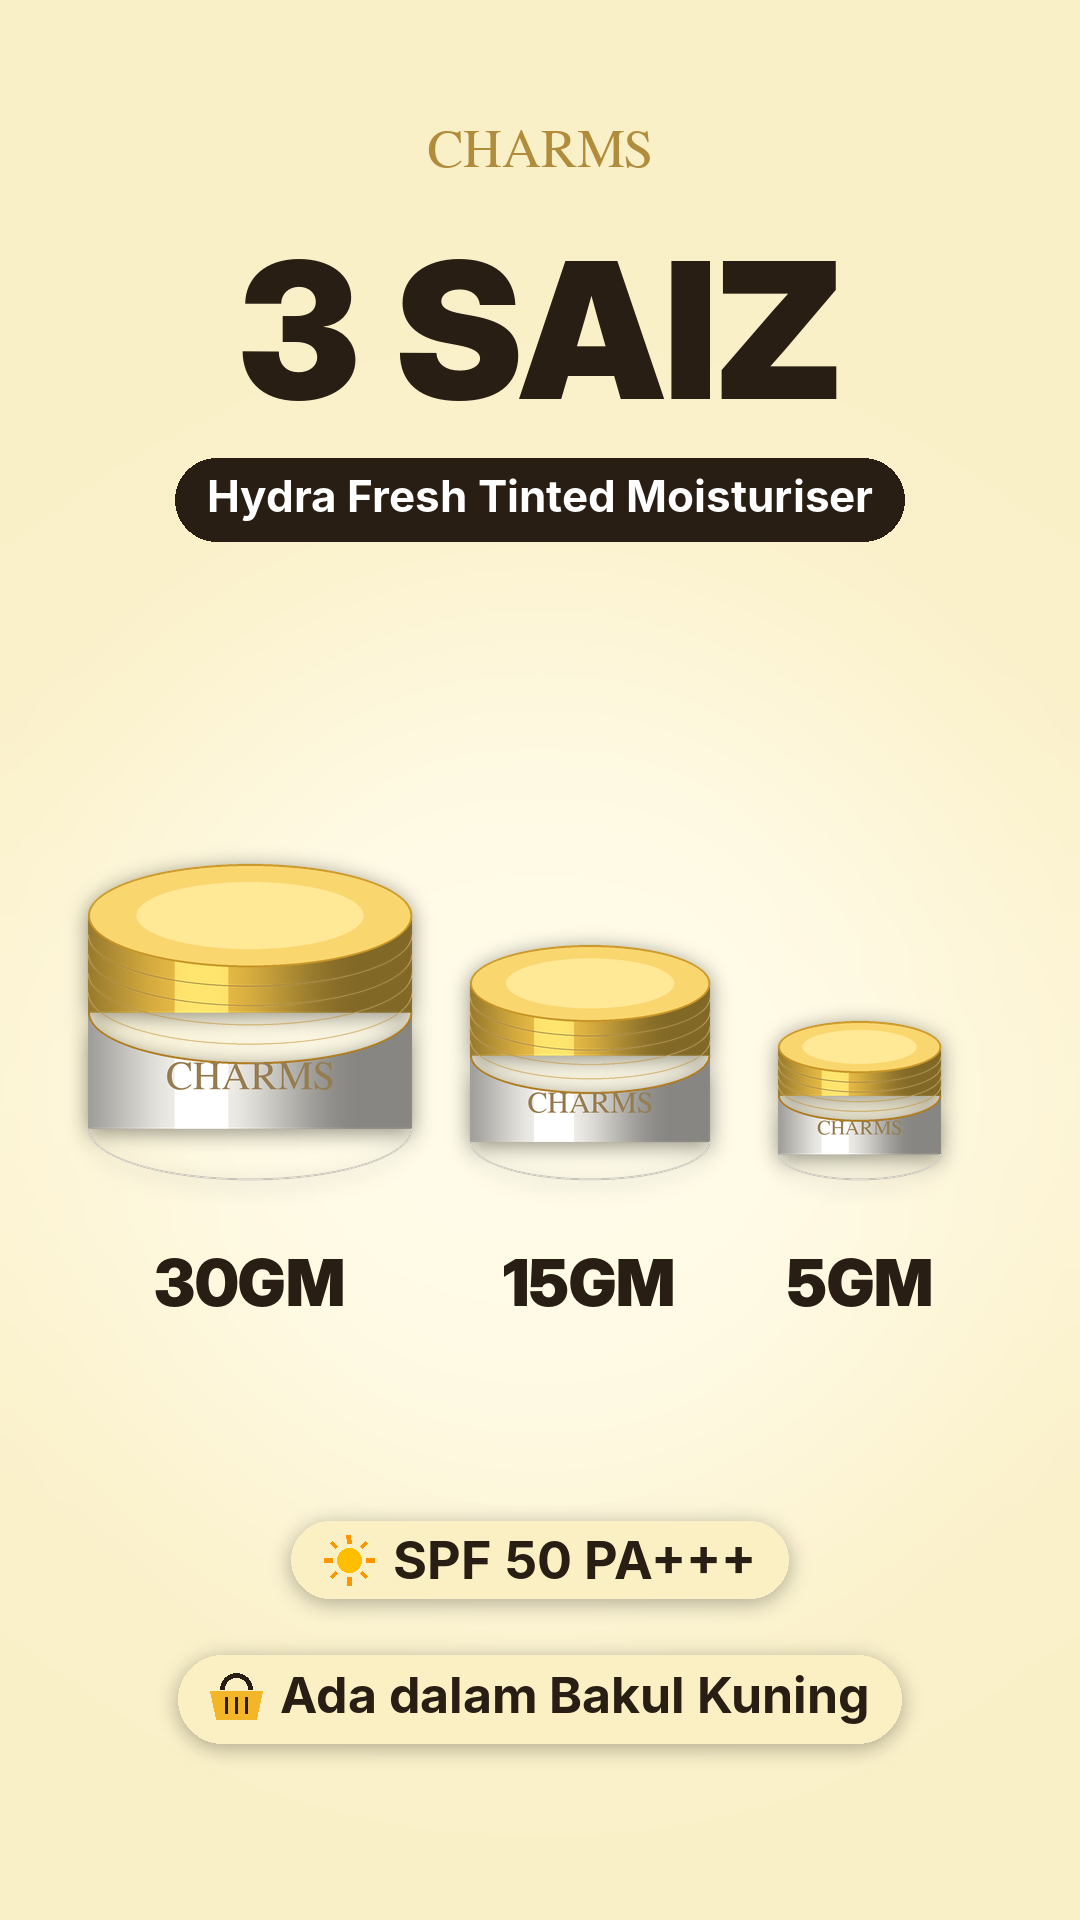 CHARMS
3 SAIZ
Hydra Fresh Tinted Moisturiser
CHARMS
CHARMS
CHARMS
30GM
15GM
5GM
SPF 50 PA+++
Ada dalam Bakul Kuning